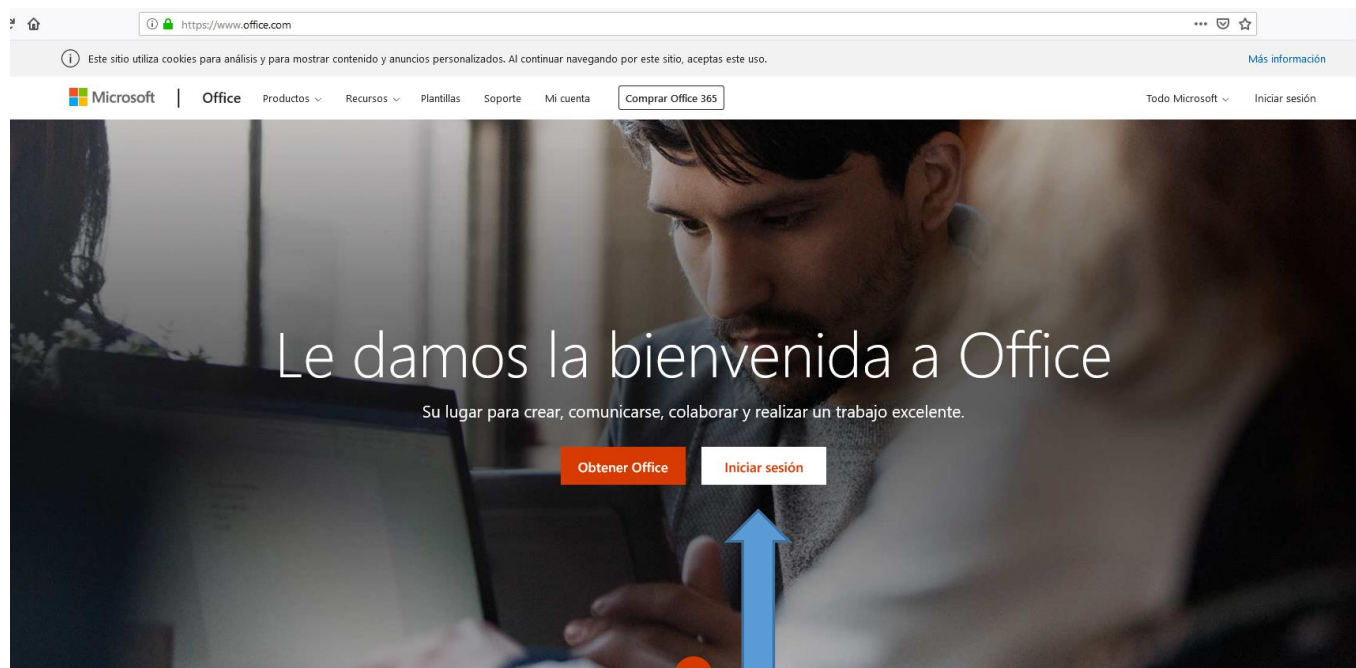 https://www.office.com
Este sitio utiliza cookies para análisis y para mostrar contenido y anuncios personalizados. Al continuar navegando por este sitio, aceptas este uso.
Más información
Microsoft Office Productos Recursos Plantillas Soporte Mi cuenta Comprar Office 365 Todo Microsoft Iniciar sesión
Le damos la bienvenida a Office
Su lugar para crear, comunicarse, colaborar y realizar un trabajo excelente.
Obtener Office Iniciar sesión